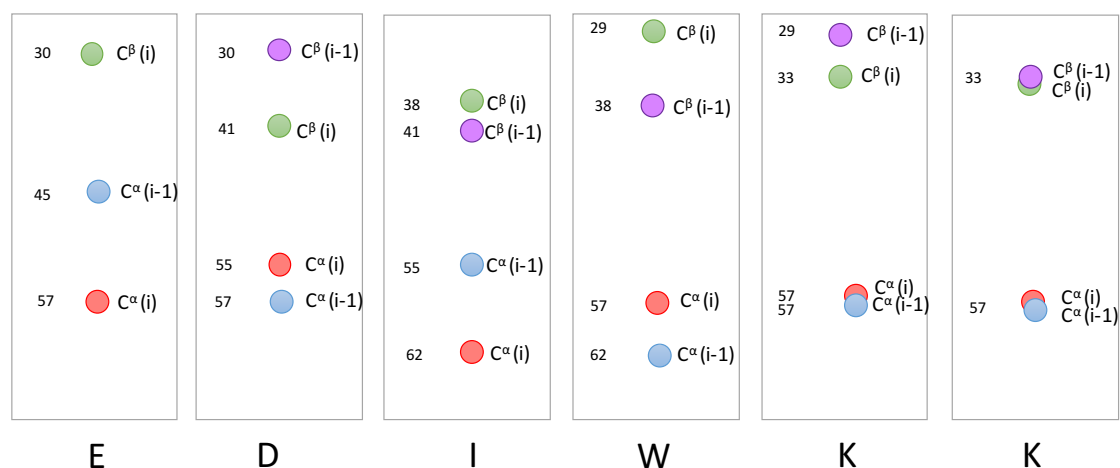 30 Cβ (i)
45 Cα (i-1)
57 Cα (i)
E
30 Cβ (i-1)
41 Cβ (i)
55 Cα (i)
57 Cα (i-1)
D
38 Cβ (i)
41 Cβ (i-1)
55 Cα (i-1)
62 Cα (i)
I
29 Cβ (i)
38 Cβ (i-1)
57 Cα (i)
62 Cα (i-1)
W
29 Cβ (i-1)
33 Cβ (i)
57 Cα (i)
57 Cα (i-1)
K
33 Cβ (i-1)
Cβ (i)
57 Cα (i)
Cα (i-1)
K